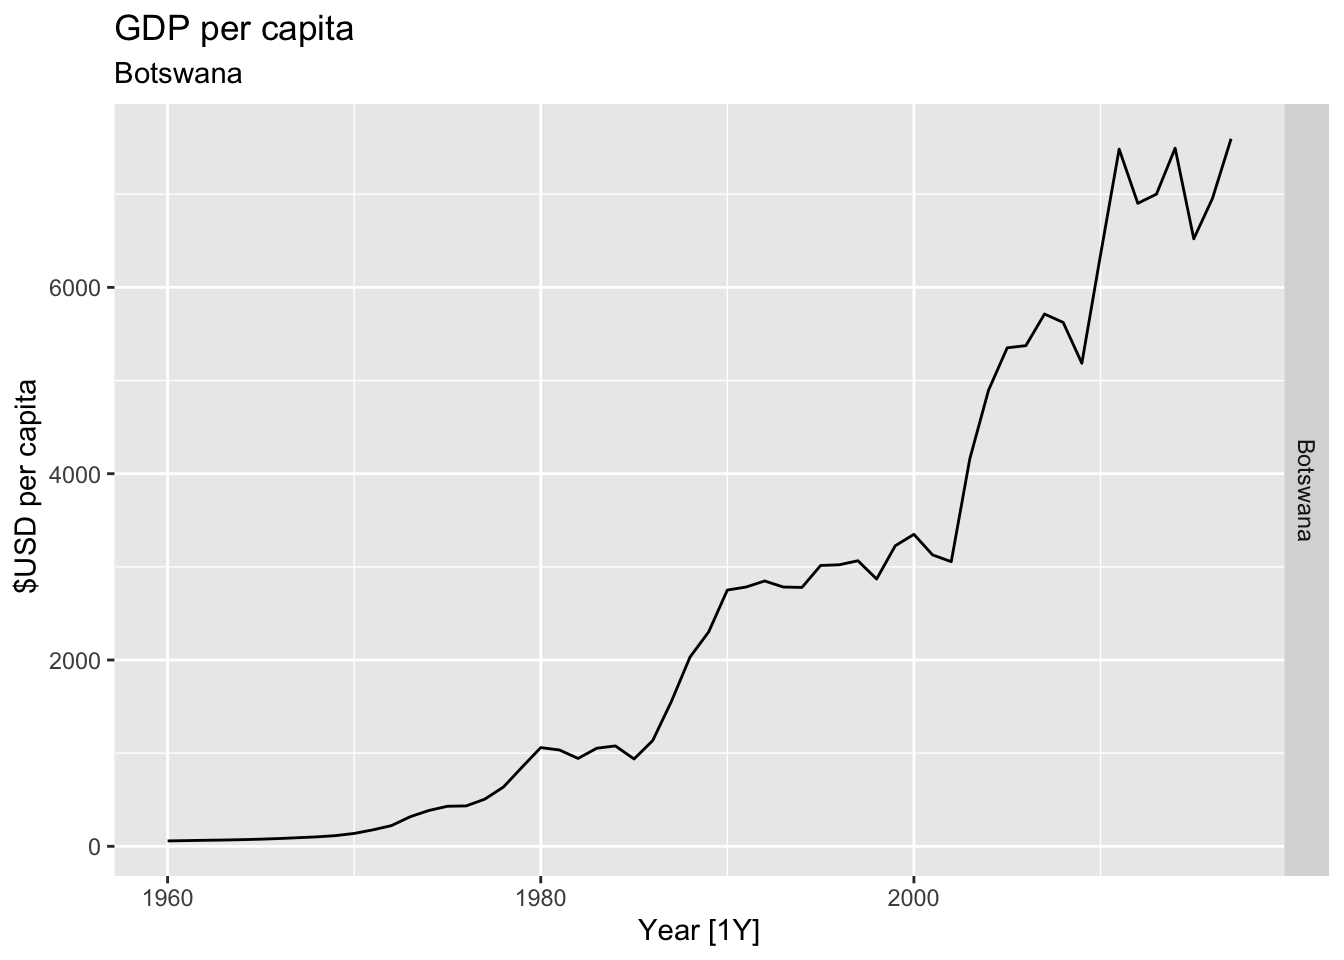 GDP per capita
Botswana
$USD per capita
6000
4000
2000
0
Botswana
1960
1980
2000
Year [1Y]